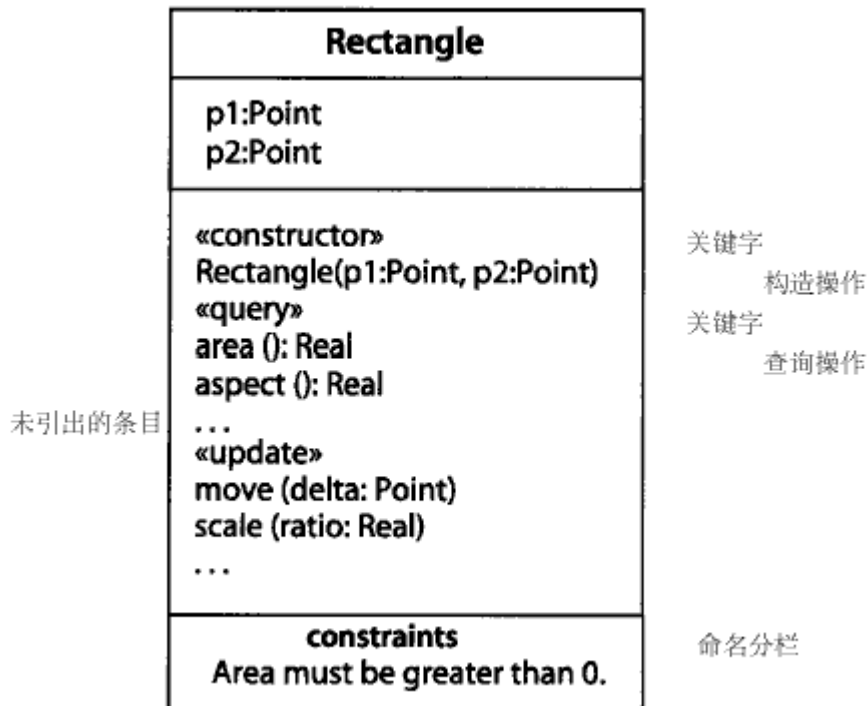 Rectangle
p1:Point
p2:Point
«constructor»
关键字
Rectangle(p1:Point, p2:Point)
构造操作
«query»
关键字
area (): Real
查询操作
aspect (): Real
未引出的条目
...
«update»
move (delta: Point)
scale (ratio: Real)
...
constraints
命名分栏
Area must be greater than 0.